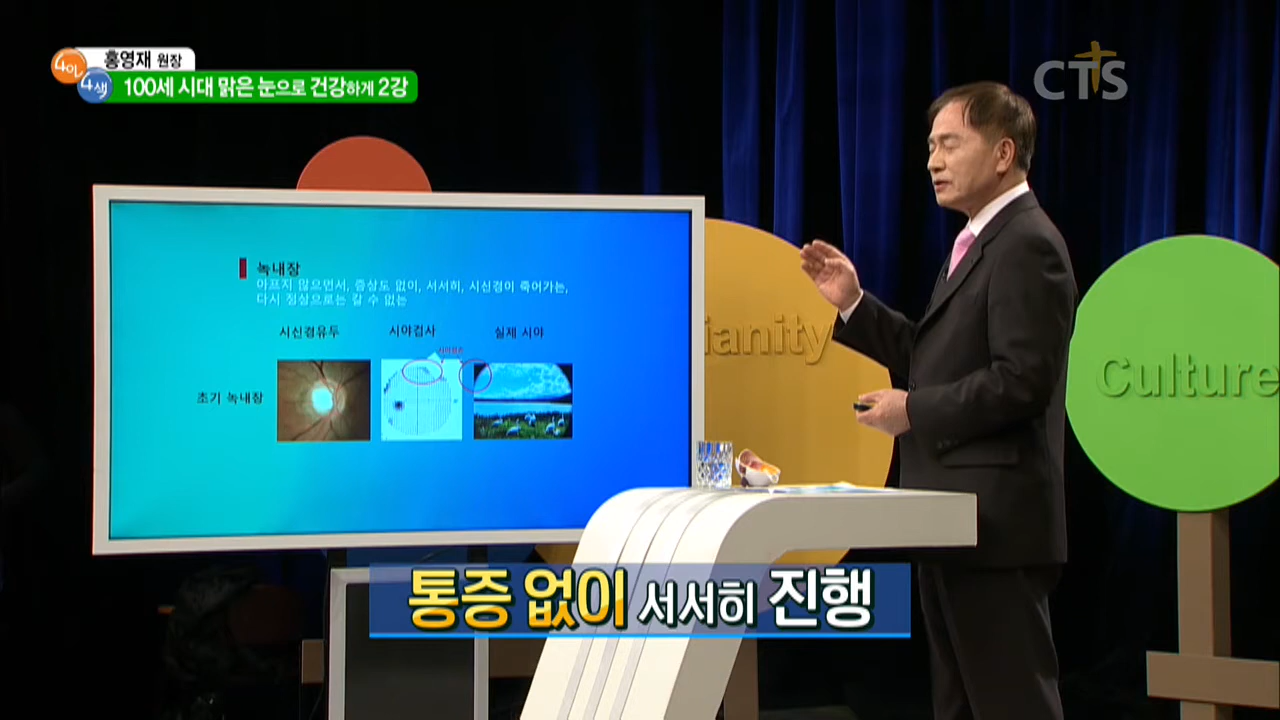 4인
4색
홍영재 원장
100세 시대 맑은 눈으로 건강하게 2강
CTS
녹내장
아프지 않으면서, 증상도 없이, 서서히, 시신경이 죽어가는,
다시 정상으로는 갈 수 없는
시신경유두
시야검사
실제 시야
초기 녹내장
ianity
Culture
통증 없이 서서히 진행